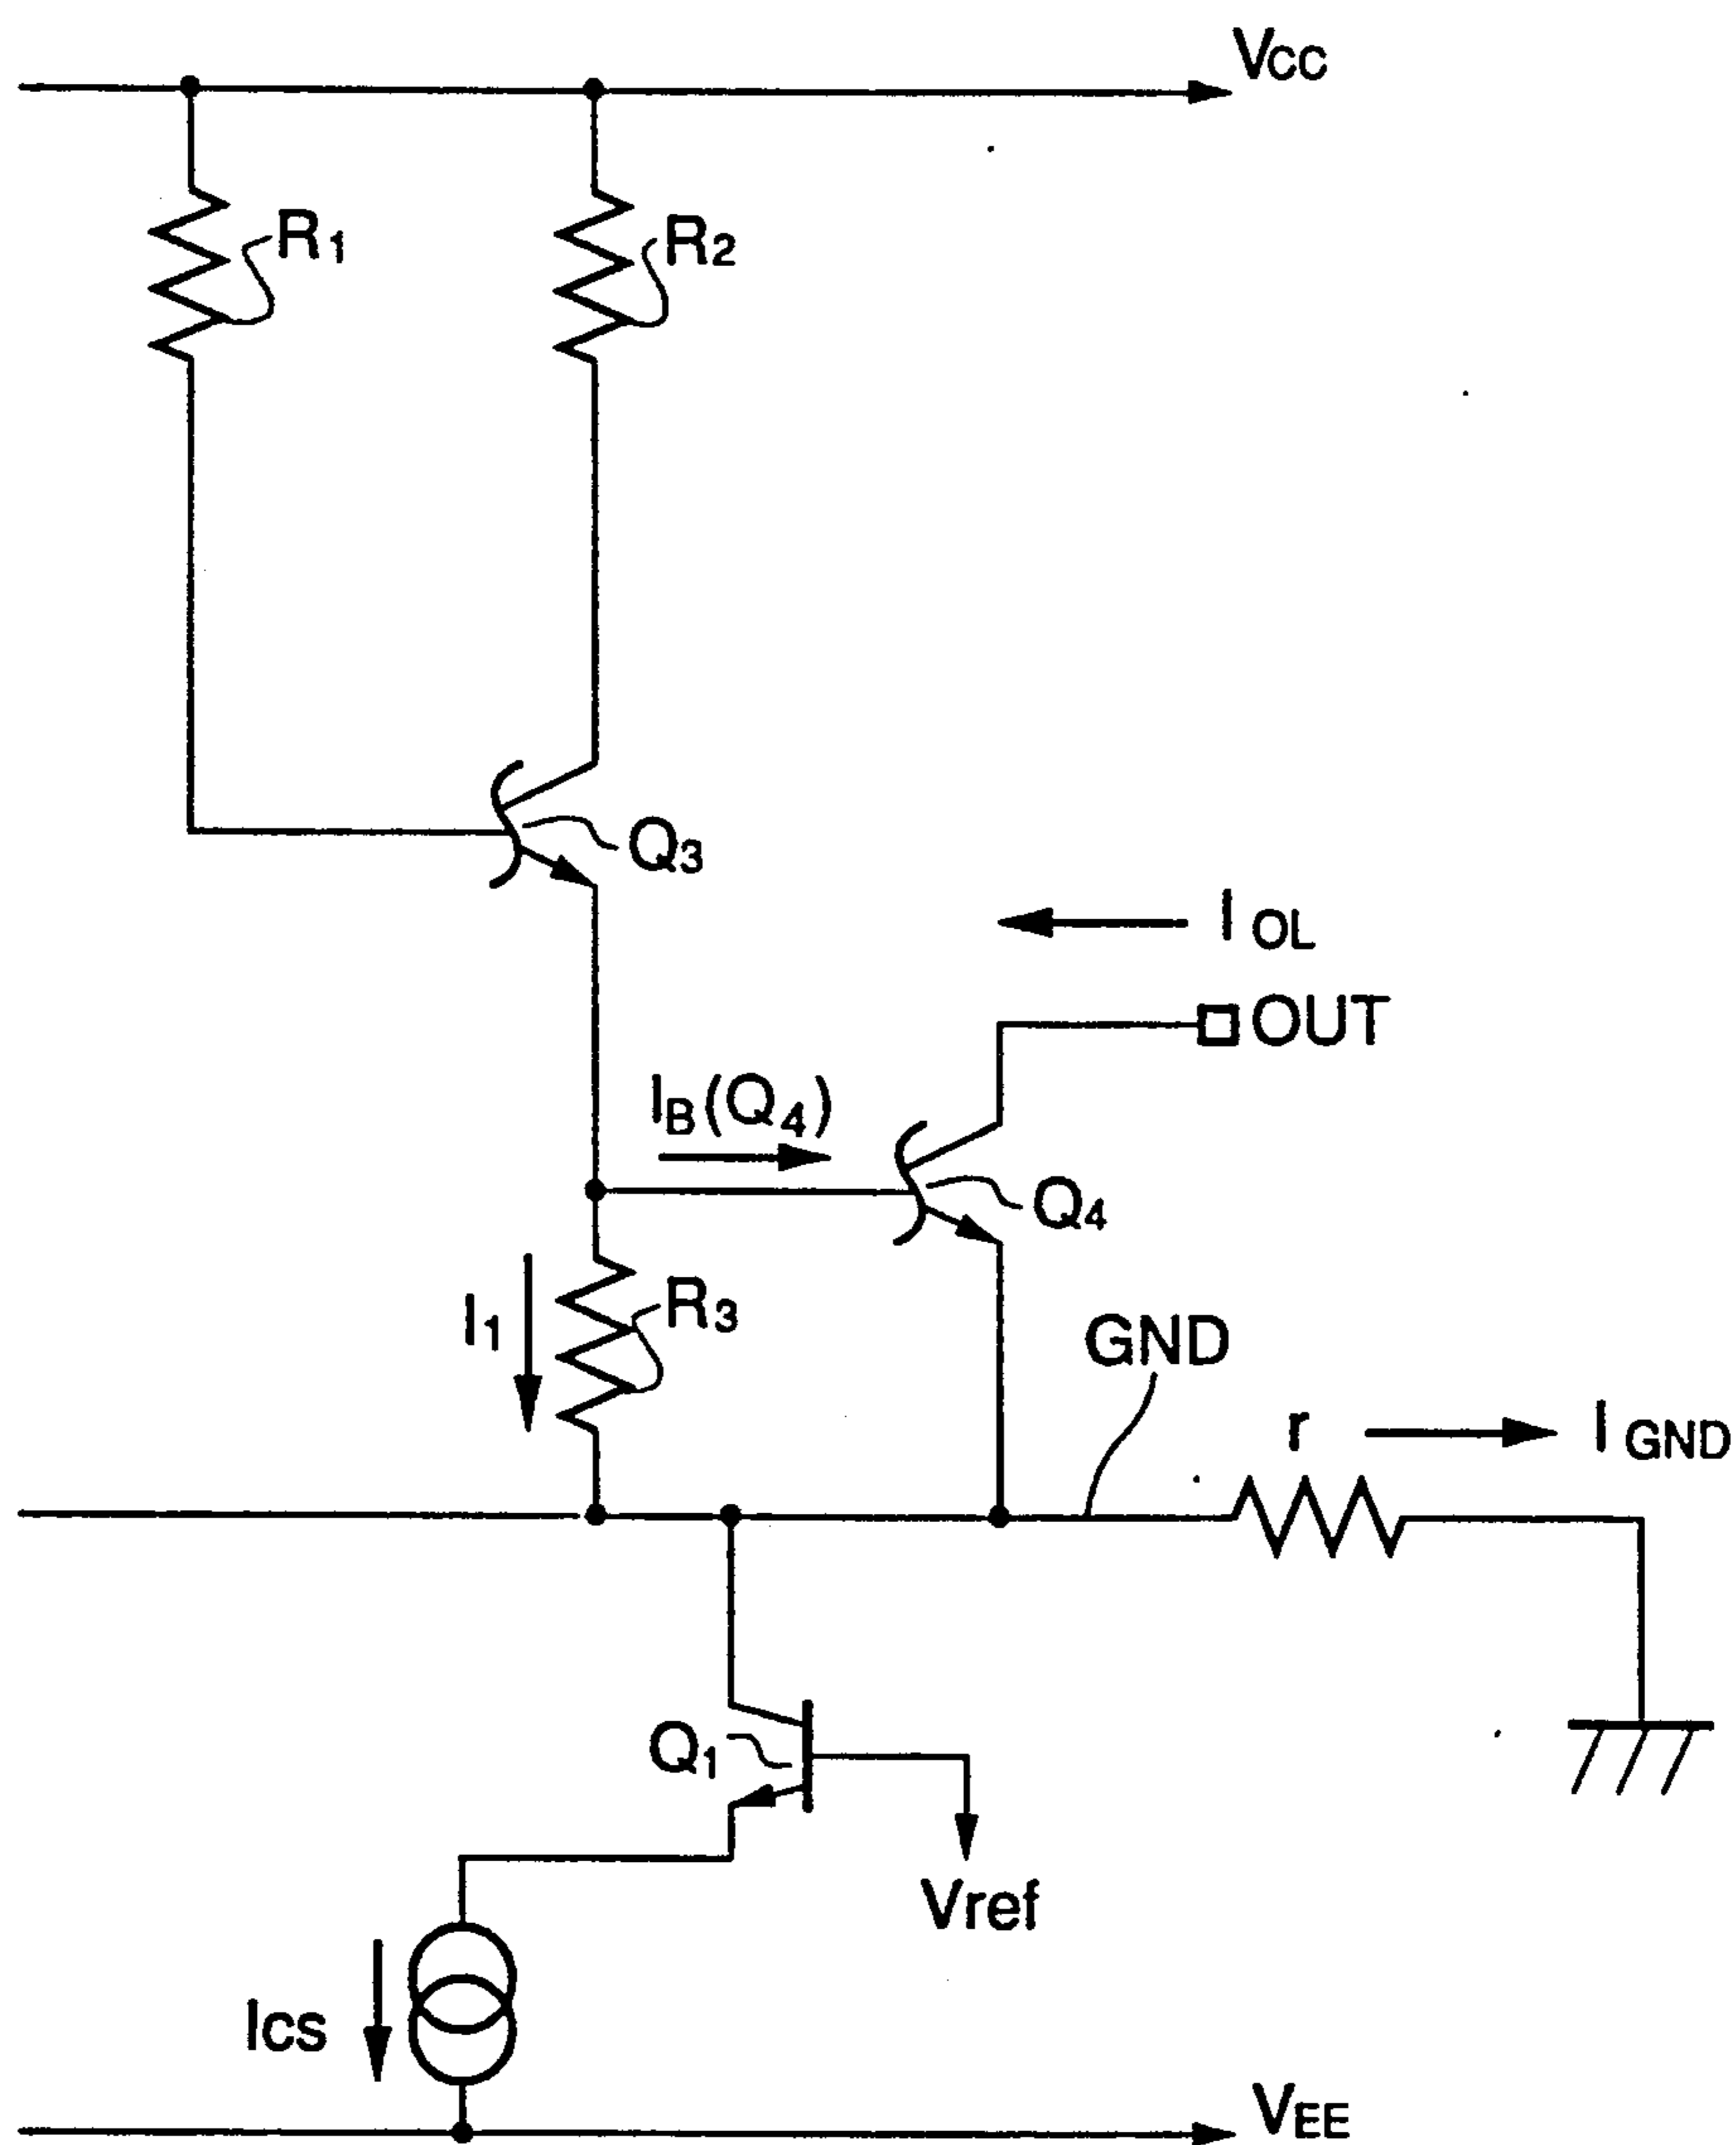 VCC
R1
R2
Q3
IOL
OUT
IB(Q4)
Q4
I1
R3
GND
r
IGND
Q1
Vref
ICS
VEE